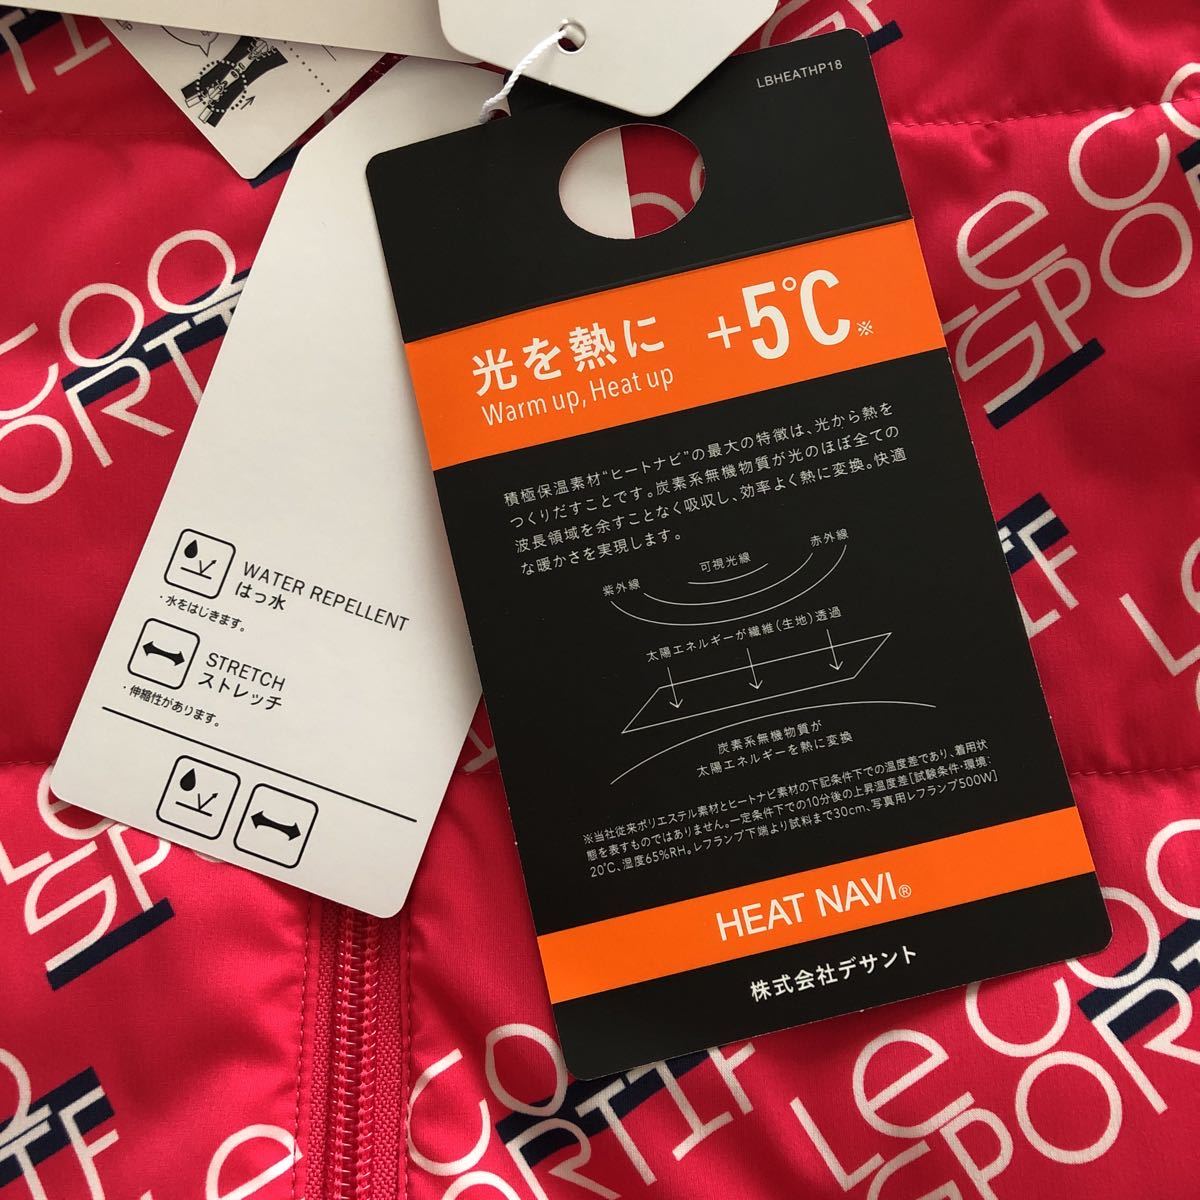 LBHEATHP18
光を熱に +5℃※
Warm up, Heat up
積極保温素材“ヒートナビ”の最大の特徴は、光から熱を
つくりだすことです。炭素系無機物質が光のほぼ全ての
波長領域を余すことなく吸収し、効率よく熱に変換。快適
な暖かさを実現します。
紫外線 可視光線 赤外線
太陽エネルギーが繊維(生地)透過
炭素系無機物質が
太陽エネルギーを熱に変換
※当社従来ポリエステル素材とヒートナビ素材の下記条件下での温度差であり、着用状
態を表すものではありません。一定条件下での10分後の上昇温度差[試験条件・環境:
20℃、湿度65%RH。レフランプ下端より試料まで30cm、写真用レフランプ500W]
HEAT NAVI®
株式会社デサント
WATER REPELLENT
はっ水
・水をはじきます。
STRETCH
ストレッチ
・伸縮性があります。
Le COQ
SPORTIF
Le COQ
SPORTIF